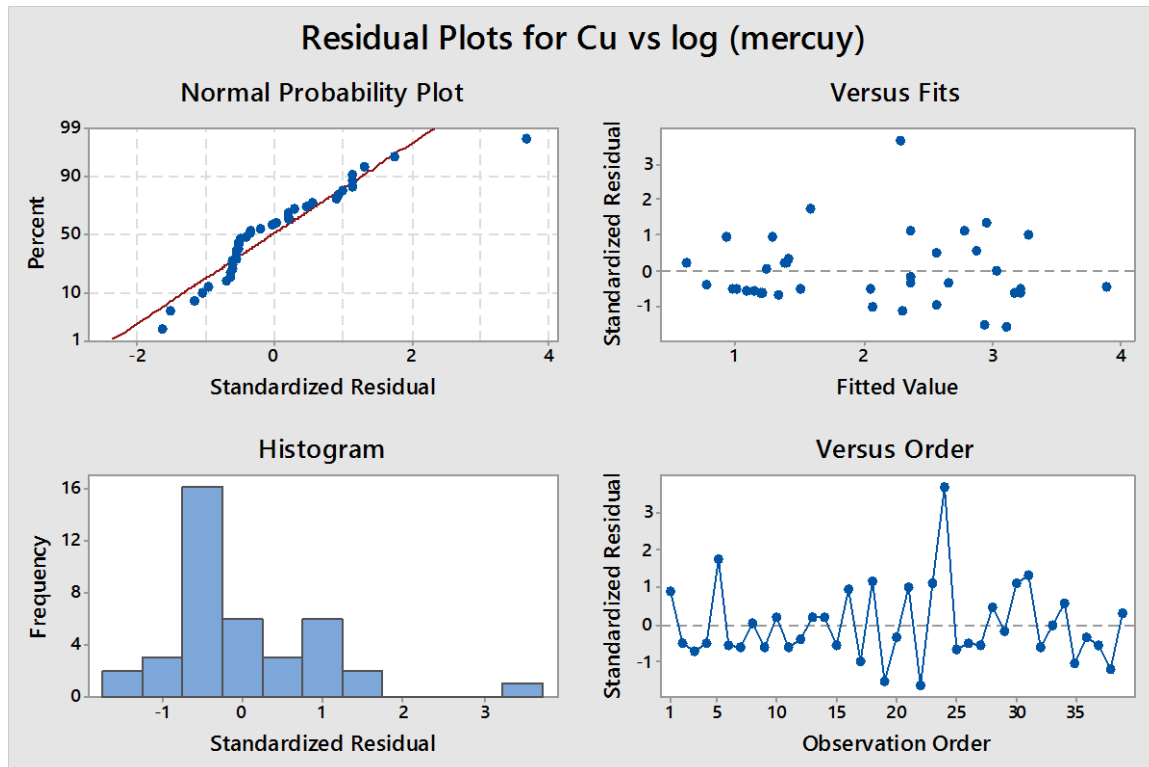 Residual Plots for Cu vs log (mercuy)
Normal Probability Plot
99
90
50
10
1
Percent
-2 0 2 4
Standardized Residual
Versus Fits
3
2
1
0
-1
Standardized Residual
1 2 3 4
Fitted Value
Histogram
16
12
8
4
0
Frequency
-1 0 1 2 3
Standardized Residual
Versus Order
3
2
1
0
-1
Standardized Residual
1 5 10 15 20 25 30 35
Observation Order